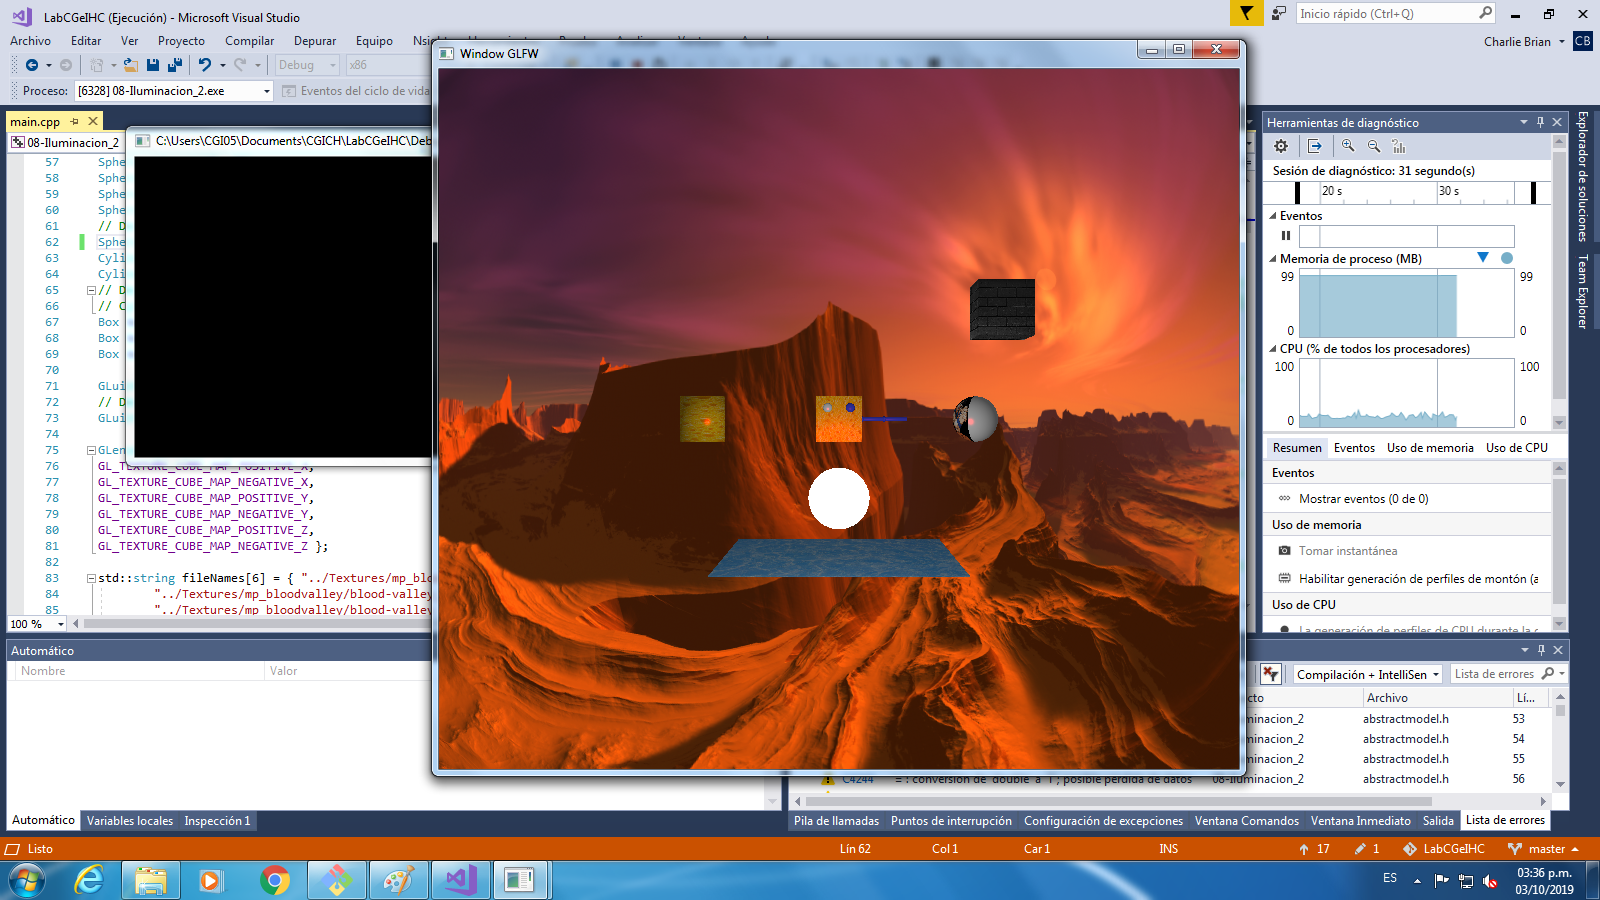 LabCGeIHC (Ejecución) - Microsoft Visual Studio
Inicio rápido (Ctrl+Q)
Archivo Editar Ver Proyecto Compilar Depurar Equipo
Charlie Brian CB
Debug x86
Proceso: [6328] 08-Iluminacion_2.exe Eventos del ciclo de vida
Window GLFW
main.cpp
08-Iluminacion_2
C:\Users\CGI05\Documents\CGICH\LabCGeIHC\Deb
57 Sphe
58 Sphe
59 Sphe
60 Sphe
61 // D
62 Sphe
63 Cyli
64 Cyli
65 // D
66 // C
67 Box
68 Box
69 Box
70
71 GLui
72 // D
73 GLui
74
75 GLen
76 GL_TEXTURE_CUBE_MAP_POSITIVE_X,
77 GL_TEXTURE_CUBE_MAP_NEGATIVE_X,
78 GL_TEXTURE_CUBE_MAP_POSITIVE_Y,
79 GL_TEXTURE_CUBE_MAP_NEGATIVE_Y,
80 GL_TEXTURE_CUBE_MAP_POSITIVE_Z,
81 GL_TEXTURE_CUBE_MAP_NEGATIVE_Z };
82
83 std::string fileNames[6] = { "../Textures/mp_blo
84 "../Textures/mp_bloodvalley/blood-valley
85 "../Textures/mp_bloodvalley/blood-valley
100 %
Herramientas de diagnóstico
Sesión de diagnóstico: 31 segundo(s)
20 s 30 s
Eventos
Memoria de proceso (MB)
99 99
0 0
CPU (% de todos los procesadores)
100 100
0 0
Resumen Eventos Uso de memoria Uso de CPU
Eventos
Mostrar eventos (0 de 0)
Uso de memoria
Tomar instantánea
Habilitar generación de perfiles de montón (a
Uso de CPU
La generación de perfiles de CPU durante la
Explorador de soluciones
Team Explorer
Automático
Nombre Valor
Automático Variables locales Inspección 1
Compilación + IntelliSen Lista de errores
cto Archivo Lí...
uminacion_2 abstractmodel.h 53
uminacion_2 abstractmodel.h 54
uminacion_2 abstractmodel.h 55
C4244 '=': conversión de 'double' a 'T'; posible pérdida de datos 08-Iluminacion_2 abstractmodel.h 56
Pila de llamadas Puntos de interrupción Configuración de excepciones Ventana Comandos Ventana Inmediato Salida Lista de errores
Listo Lín 62 Col 1 Car 1 INS 17 1 LabCGeIHC master
ES
03:36 p.m.
03/10/2019